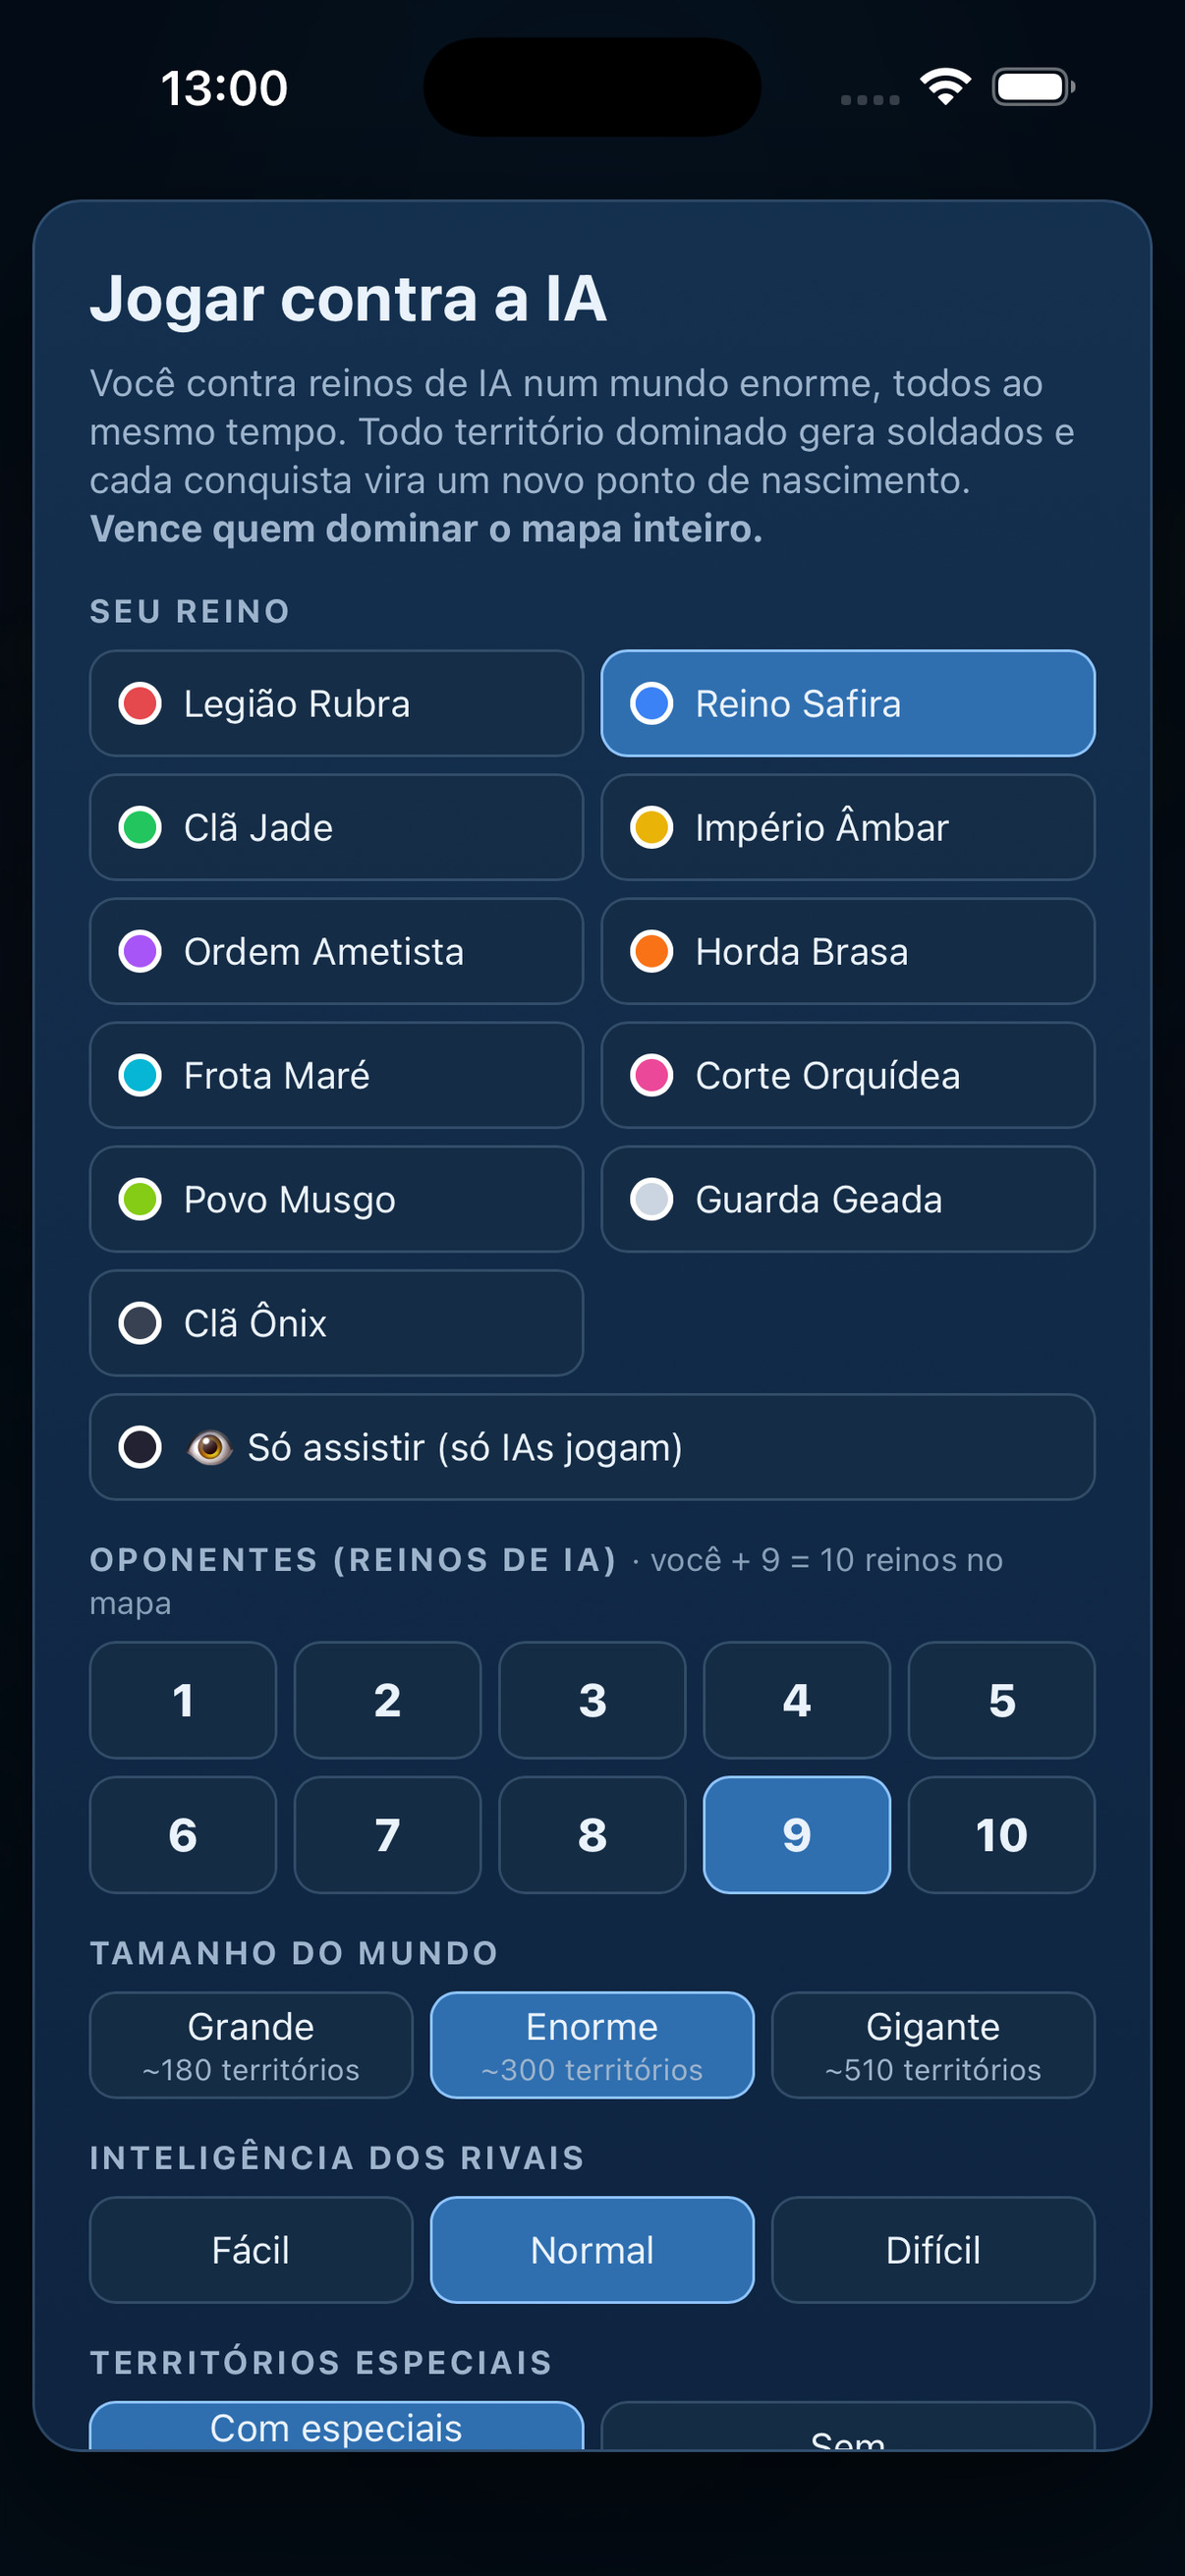 13:00
Jogar contra a IA
Você contra reinos de IA num mundo enorme, todos ao
mesmo tempo. Todo território dominado gera soldados e
cada conquista vira um novo ponto de nascimento.
Vence quem dominar o mapa inteiro.
SEU REINO
Legião Rubra
Reino Safira
Clã Jade
Império Âmbar
Ordem Ametista
Horda Brasa
Frota Maré
Corte Orquídea
Povo Musgo
Guarda Geada
Clã Ônix
Só assistir (só IAs jogam)
OPONENTES (REINOS DE IA) · você + 9 = 10 reinos no
mapa
1 2 3 4 5
6 7 8 9 10
TAMANHO DO MUNDO
Grande
~180 territórios
Enorme
~300 territórios
Gigante
~510 territórios
INTELIGÊNCIA DOS RIVAIS
Fácil
Normal
Difícil
TERRITÓRIOS ESPECIAIS
Com especiais
Sem